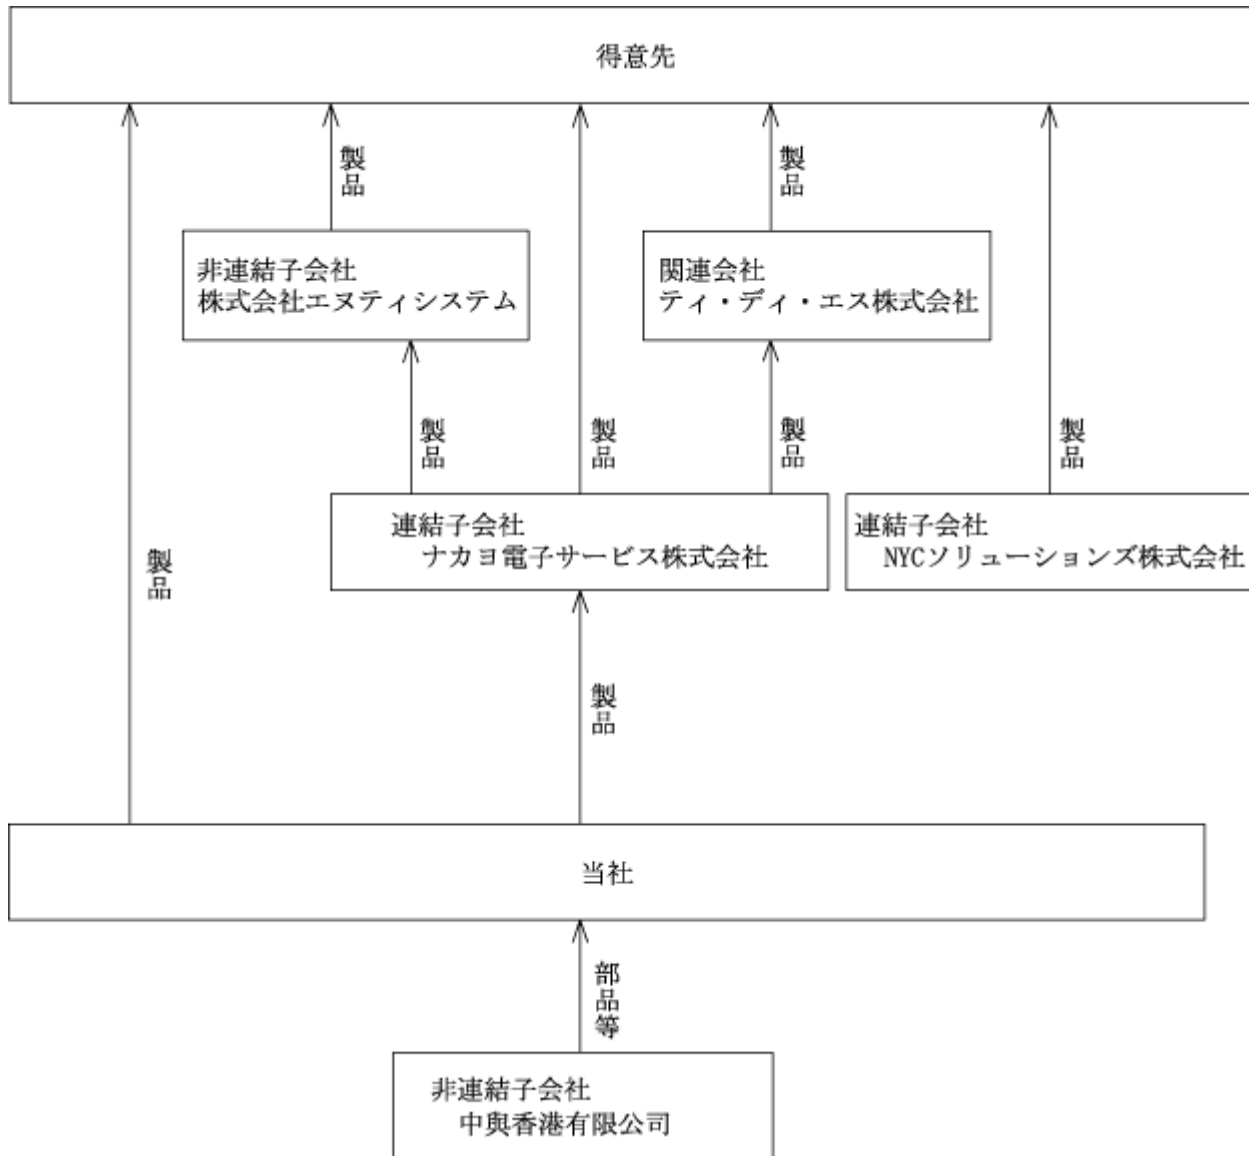 得意先
製品
製品
非連結子会社
株式会社エヌティシステム
関連会社
ティ・ディ・エス株式会社
製品
製品
製品
製品
連結子会社
ナカヨ電子サービス株式会社
連結子会社
NYCソリューションズ株式会社
製品
製品
当社
部品等
非連結子会社
中與香港有限公司